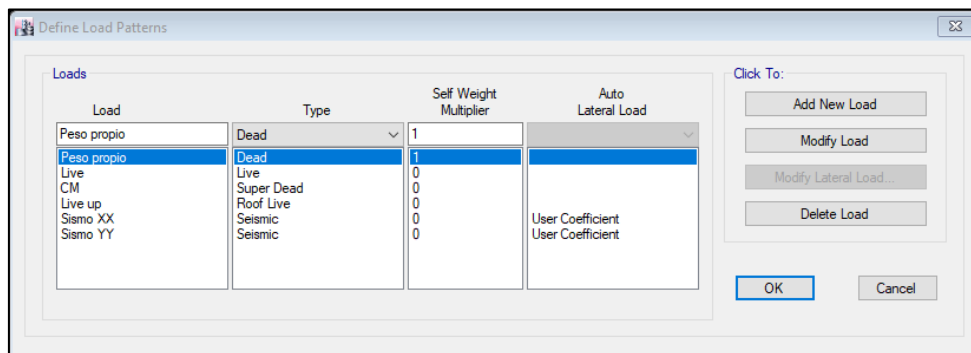 Define Load Patterns
Loads
Click To:
Load
Type
Self Weight
Multiplier
Auto
Lateral Load
Peso propio Dead 1
Peso propio Dead 1
Live Live 0
CM Super Dead 0
Live up Roof Live 0
Sismo XX Seismic 0 User Coefficient
Sismo YY Seismic 0 User Coefficient
Add New Load
Modify Load
Modify Lateral Load...
Delete Load
OK
Cancel